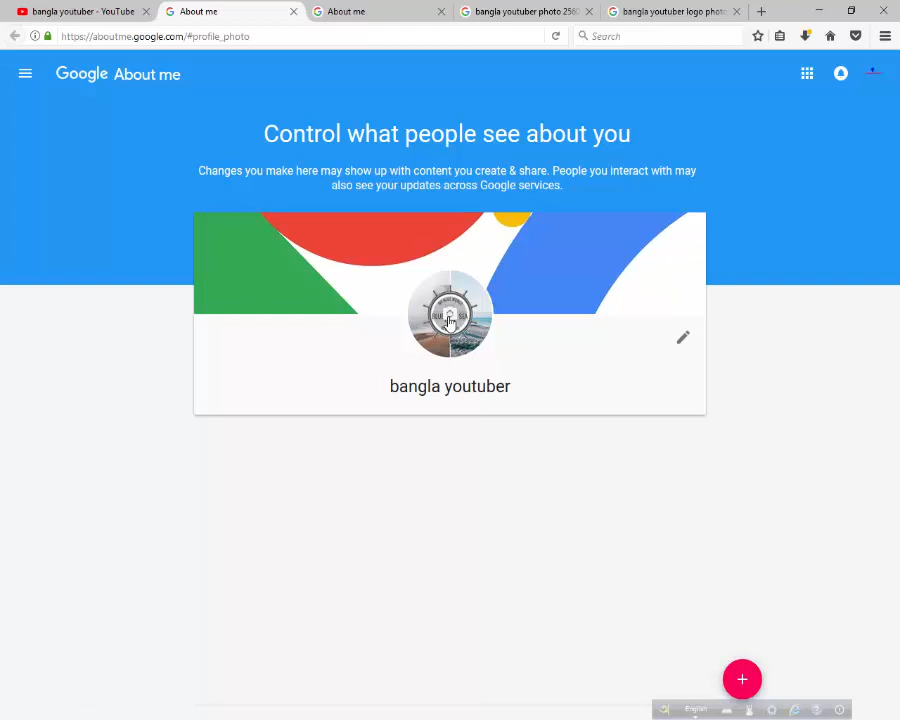 bangla youtuber - YouTube
About me
About me
bangla youtuber photo 256
bangla youtuber logo photo
https://aboutme.google.com/#profile_photo
Search
Google About me
Control what people see about you
Changes you make here may show up with content you create & share. People you interact with may
also see your updates across Google services.
BLUE SEA
bangla youtuber
English